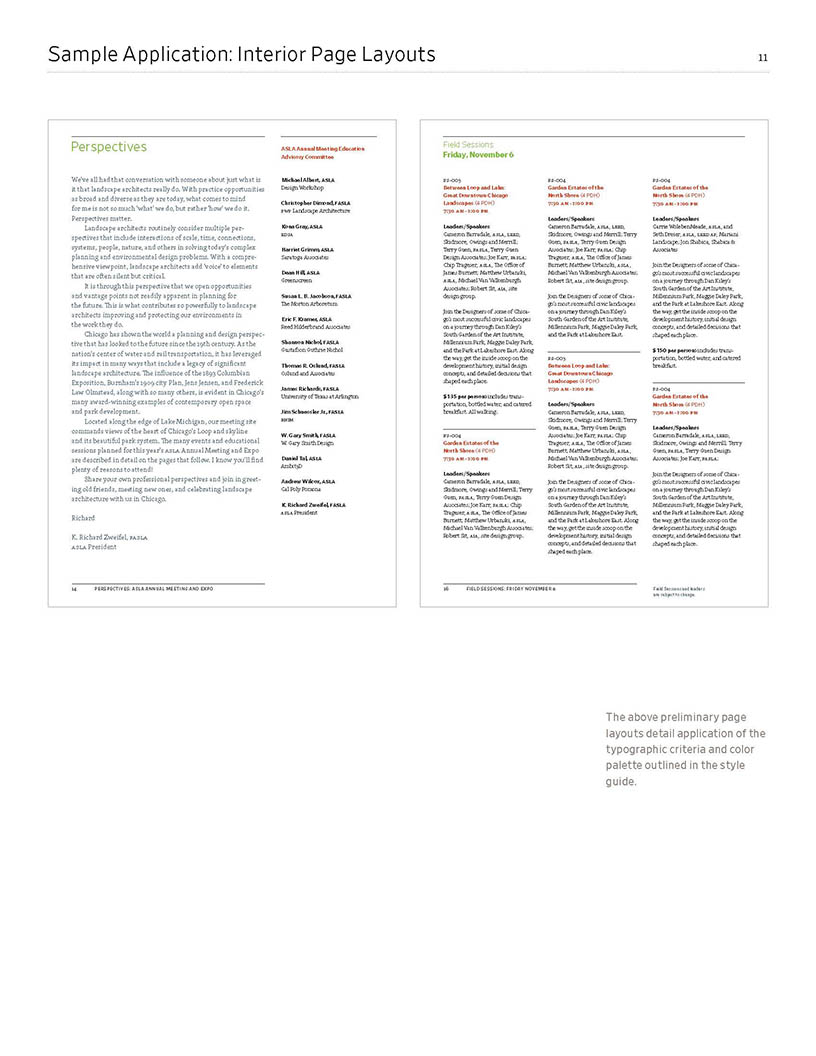 Sample Application: Interior Page Layouts
11
Perspectives
We've all had that conversation with someone about just what is
it that landscape architects really do. With practice opportunities
as broad and diverse as they are today, what comes to mind
for me is not so much 'what' we do, but rather 'how' we do it.
Perspectives matter.
Landscape architects routinely consider multiple per-
spectives that include interactions of scale, time, connections,
systems, people, nature, and others in solving today's complex
planning and environmental design problems. With a compre-
hensive viewpoint, landscape architects add 'voice' to elements
that are often silent but critical.
It is through this perspective that we open opportunities
and vantage points not readily apparent in planning for
the future. This is what contributes so powerfully to landscape
architects improving and protecting our environments in
the work they do.
Chicago has shown the world a planning and design perspec-
tive that has looked to the future since the 19th century. As the
nation's center of water and rail transportation, it has leveraged
its impact in many ways that include a legacy of significant
landscape architecture. The influence of the 1893 Columbian
Exposition, Burnham's 1909 city Plan, Jens Jensen, and Frederick
Law Olmstead, along with so many others, is evident in Chicago's
many award-winning examples of contemporary open space
and park development.
Located along the edge of Lake Michigan, our meeting site
commands views of the heart of Chicago's Loop and skyline
and its beautiful park system. The many events and educational
sessions planned for this year's ASLA Annual Meeting and Expo
are described in detail on the pages that follow. I know you'll find
plenty of reasons to attend!
Share your own perspectives and join in greet-
ing old friends, meeting new ones, and celebrating landscape
architecture with us in Chicago.
Richard
K. Richard Zweifel, FASLA
ASLA President
ASLA Annual Meeting Education
Advisory Committee
Michael Albert, ASLA
Design Workshop
Christopher Dimond, FASLA
PWP Landscape Architecture
Kona Gray, ASLA
EDSA
Harriet Grimm, ASLA
Saratoga Associates
Dean Hill, ASLA
Greenscreen
Susan L. B. Jacobson, FASLA
The Morton Arboretum
Eric F. Kramer, ASLA
Reed Hilderbrand Associates
Shannon Nichol, FASLA
Gustafson Guthrie Nichol
Thomas R. Oslund, FASLA
Oslund and Associates
James Richards, FASLA
University of Texas at Arlington
Jim Schuessler Jr., FASLA
BNIM
W. Gary Smith, FASLA
W. Gary Smith Design
Daniel Tal, ASLA
AmbityD
Andrew Wilcox, ASLA
Cal Poly Pomona
K. Richard Zweifel, FASLA
ASLA President
14 PERSPECTIVES: ASLA ANNUAL MEETING AND EXPO
Field Sessions
Friday, November 6
Between Loop and Lake:
Great Downtown Chicago
Landscapes (4 PDH)
7:30 AM - 1:00 PM
Leaders/Speakers
Cameron Barradale, ASLA, LEED,
Skidmore, Owings and Merrill; Terry
Guen, FASLA, Terry Guen
Design Associates; Joe Karr, FASLA;
Chip Traguer, ASLA, The Office of
James Burnett; Matthew Urbanski,
ASLA, Michael Van Valkenburgh
Associates; Robert Sit, AIA, site
design group.
Join the Designers of some of Chica-
go's most successful civic landscapes
on a journey through Dan Kiley's
South Garden of the Art Institute,
Millennium Park, Maggie Daley Park,
and the Park at Lakeshore East. Along
the way, get the inside scoop on the
development history, initial design
concepts, and detailed decisions that
shaped each place.
$135 per person: includes trans-
portation, bottled water, and catered
breakfast. All walking.
F2-004
Garden Estates of the
North Shore (4 PDH)
7:30 AM - 1:00 PM
Leaders/Speakers
Cameron Barradale, ASLA, LEED,
Skidmore, Owings and Merrill; Terry
Guen, FASLA, Terry Guen Design
Associates; Joe Karr, FASLA; Chip
Traguer, ASLA, The Office of James
Burnett; Matthew Urbanski, ASLA,
Michael Van Valkenburgh Associates;
Robert Sit, AIA, site design group.
F2-004
Garden Estates of the
North Shore (4 PDH)
7:30 AM - 1:00 PM
Leaders/Speakers
Cameron Barradale, ASLA, LEED,
Skidmore, Owings and Merrill; Terry
Guen, FASLA, Terry Guen Design
Associates; Joe Karr, FASLA; Chip
Traguer, ASLA, The Office of James
Burnett; Matthew Urbanski, ASLA,
Michael Van Valkenburgh Associates;
Robert Sit, AIA, site design group.
Join the Designers of some of Chica-
go's most successful civic landscapes
on a journey through Dan Kiley's
South Garden of the Art Institute,
Millennium Park, Maggie Daley Park,
and the Park at Lakeshore East.
F2-003
Between Loop and Lake:
Great Downtown Chicago
Landscapes (4 PDH)
7:30 AM - 1:00 PM
Leaders/Speakers
Cameron Barradale, ASLA, LEED,
Skidmore, Owings and Merrill; Terry
Guen, FASLA, Terry Guen Design
Associates; Joe Karr, FASLA; Chip
Traguer, ASLA, The Office of James
Burnett; Matthew Urbanski, ASLA,
Michael Van Valkenburgh Associates;
Robert Sit, AIA, site design group.
Join the Designers of some of Chica-
go's most successful civic landscapes
on a journey through Dan Kiley's
South Garden of the Art Institute,
Millennium Park, Maggie Daley Park,
and the Park at Lakeshore East. Along
the way, get the inside scoop on the
development history, initial design
concepts, and detailed decisions that
shaped each place.
F2-004
Garden Estates of the
North Shore (4 PDH)
7:30 AM - 1:00 PM
Leaders/Speakers
Carrie Meade, ASLA, and
Seth Dreier, ASLA, LEED AP, Mariani
Landscape; Jon Shabica, Shabica &
Associates
Join the Designers of some of Chica-
go's most successful civic landscapes
on a journey through Dan Kiley's
South Garden of the Art Institute,
Millennium Park, Maggie Daley Park,
and the Park at Lakeshore East. Along
the way, get the inside scoop on the
development history, initial design
concepts, and detailed decisions that
shaped each place.
$150 per person: includes trans-
portation, bottled water, and catered
breakfast.
F2-004
Garden Estates of the
North Shore (4 PDH)
7:30 AM - 1:00 PM
Leaders/Speakers
Cameron Barradale, ASLA, LEED,
Skidmore, Owings and Merrill; Terry
Guen, FASLA, Terry Guen Design
Associates; Joe Karr, FASLA;
Join the Designers of some of Chica-
go's most successful civic landscapes
on a journey through Dan Kiley's
South Garden of the Art Institute,
Millennium Park, Maggie Daley Park,
and the Park at Lakeshore East. Along
the way, get the inside scoop on the
development history, initial design
concepts, and detailed decisions that
shaped each place.
16 FIELD SESSIONS: FRIDAY NOVEMBER 6
Field Sessions and leaders
are subject to change.
The above preliminary page
layouts detail application of the
typographic criteria and color
palette outlined in the style
guide.